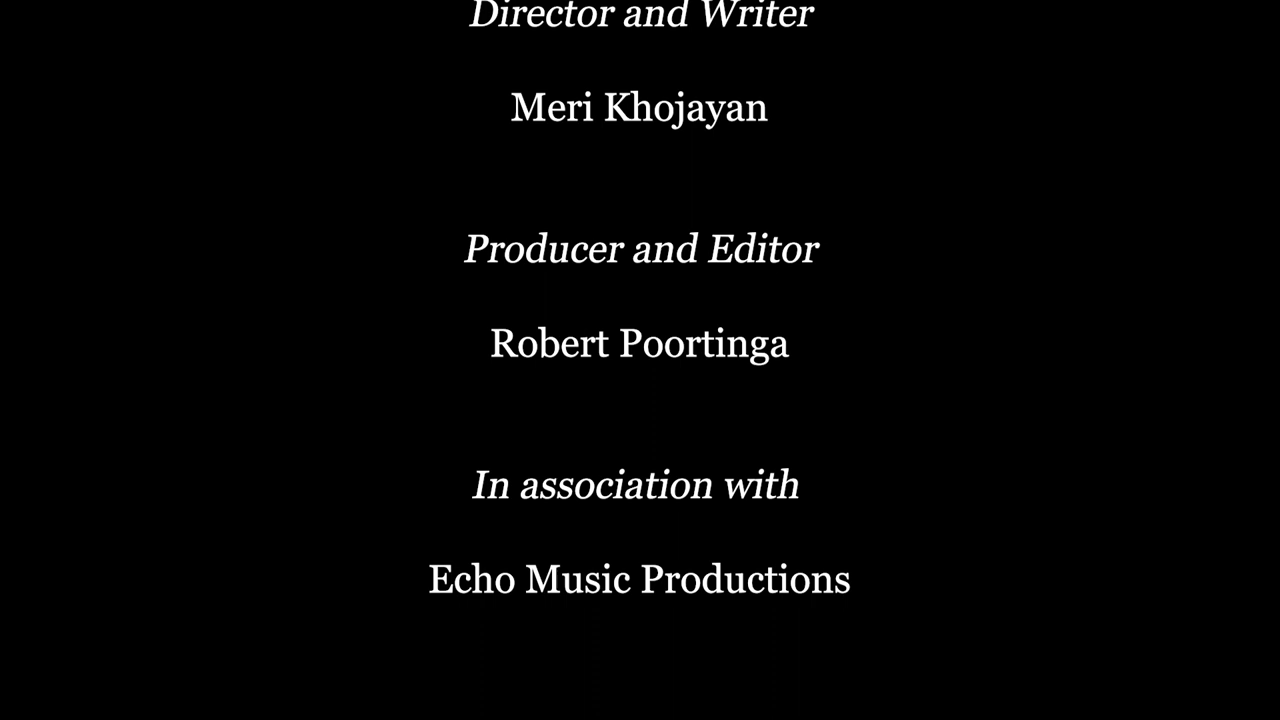 Director and Writer
Meri Khojayan
Producer and Editor
Robert Poortinga
In association with
Echo Music Productions